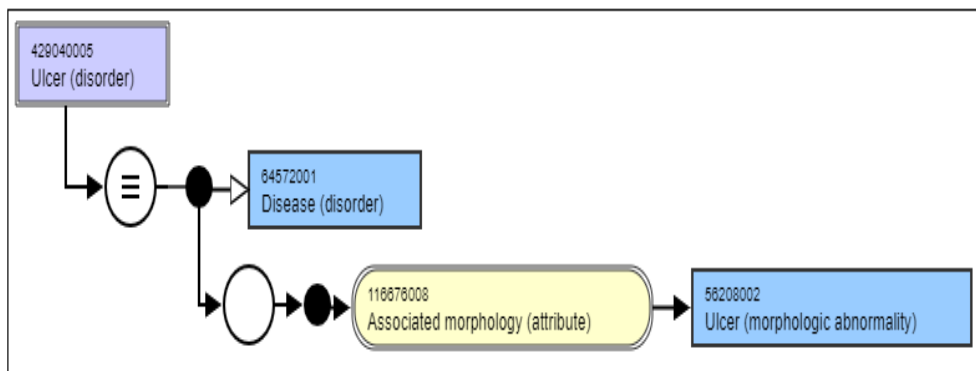 429040005
Ulcer (disorder)
64572001
Disease (disorder)
116676008
Associated morphology (attribute)
56208002
Ulcer (morphologic abnormality)